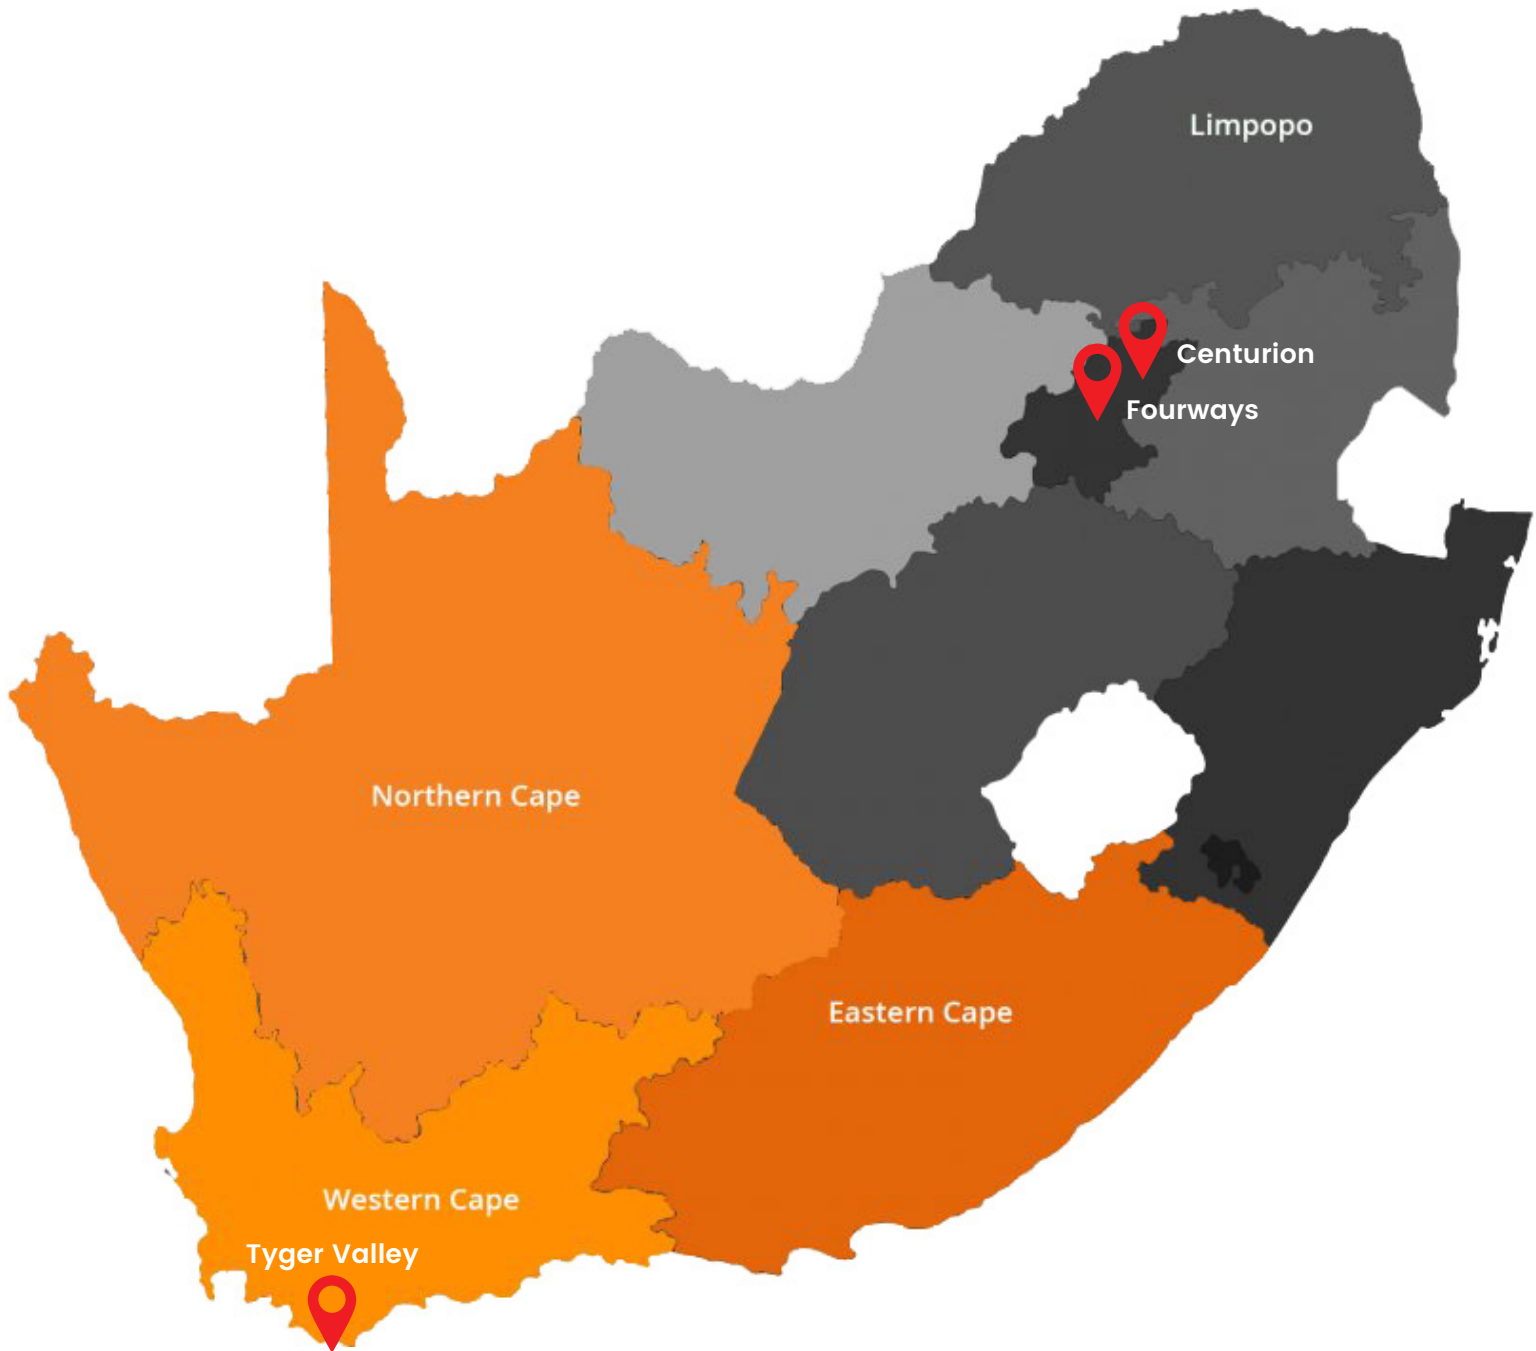 Limpopo
Centurion
Fourways
Northern Cape
Eastern Cape
Western Cape
Tyger Valley